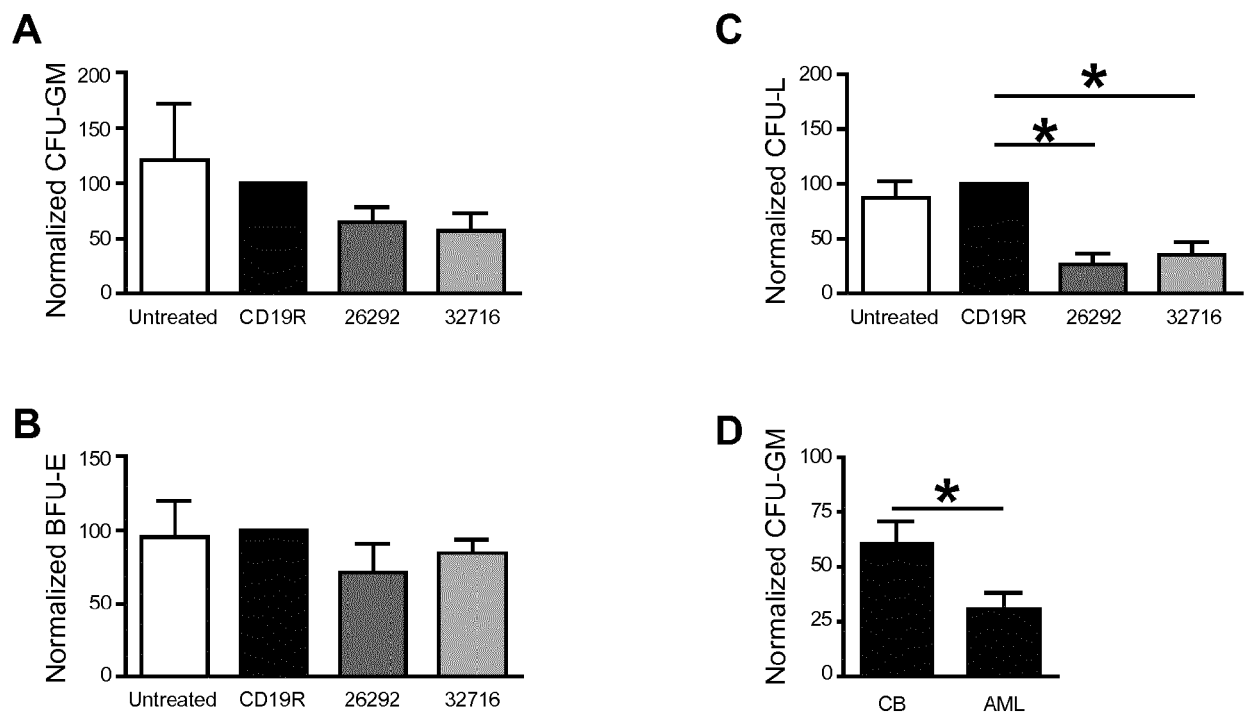 A
Normalized CFU-GM
200
150
100
50
0
Untreated CD19R 26292 32716
B
Normalized BFU-E
150
100
50
0
Untreated CD19R 26292 32716
C
Normalized CFU-L
200
150
100
50
0
*
*
Untreated CD19R 26292 32716
D
Normalized CFU-GM
100
75
50
25
0
*
CB AML